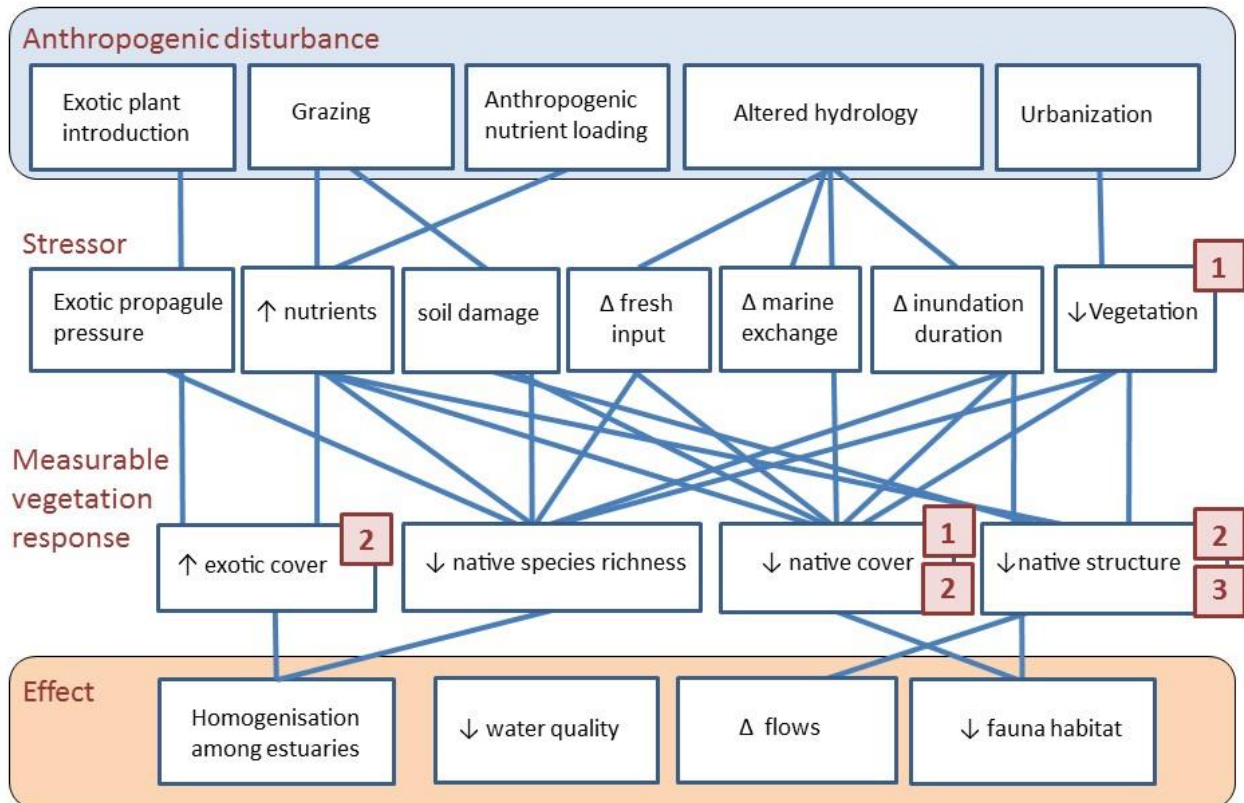 Anthropogenic disturbance
Exotic plant
introduction
Grazing
Anthropogenic
nutrient loading
Altered hydrology
Urbanization
Stressor
1
Exotic propagule
pressure
↑ nutrients
soil damage
Δ fresh
input
Δ marine
exchange
Δ inundation
duration
↓Vegetation
Measurable
vegetation
response
↑ exotic cover
2
↓ native species richness
↓ native cover
1
2
↓native structure
2
3
Effect
Homogenisation
among estuaries
↓ water quality
Δ flows
↓ fauna habitat